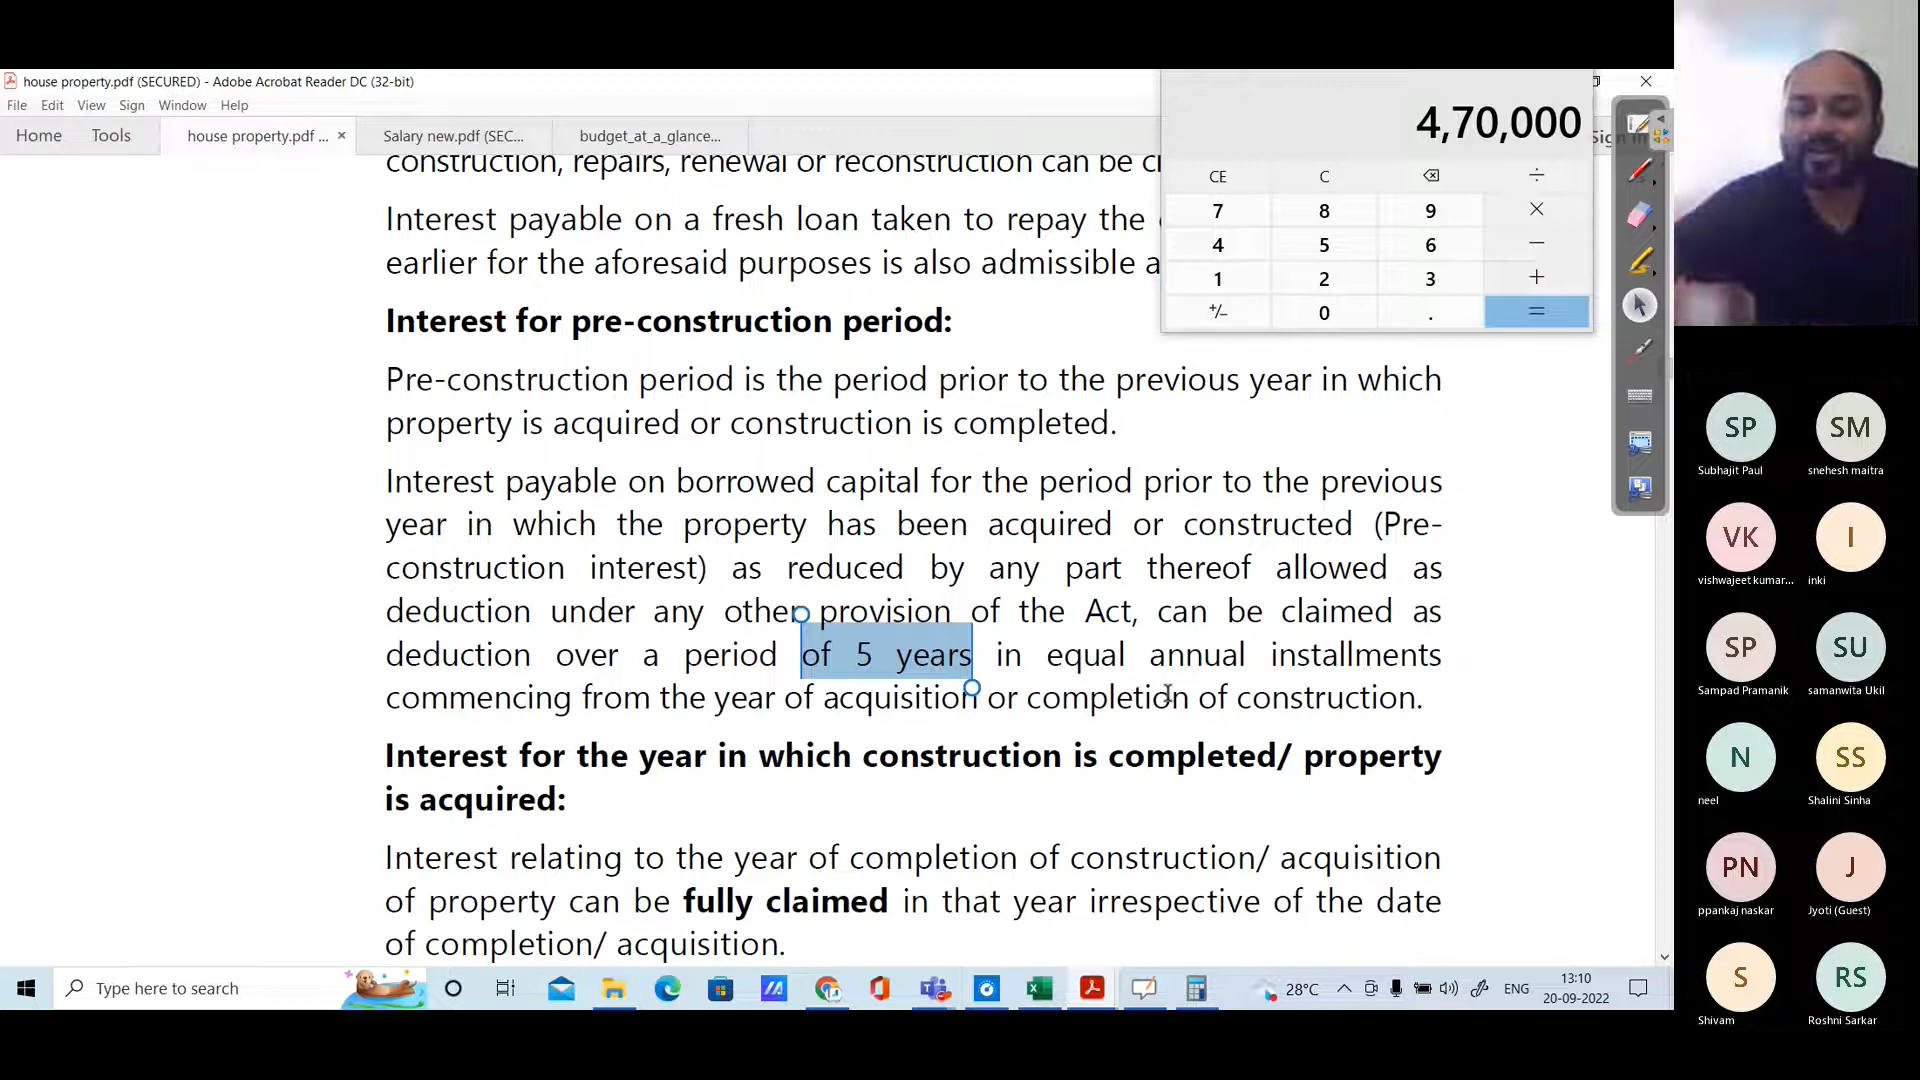 house property.pdf (SECURED) - Adobe Acrobat Reader DC (32-bit)
File Edit View Sign Window Help
Home Tools house property.pdf ... × Salary new.pdf (SEC... budget_at_a_glance...
construction, repairs, renewal or reconstruction can be
Interest payable on a fresh loan taken to repay the
earlier for the aforesaid purposes is also admissible
Interest for pre-construction period:
Pre-construction period is the period prior to the previous year in which
property is acquired or construction is completed.
Interest payable on borrowed capital for the period prior to the previous
year in which the property has been acquired or constructed (Pre-
construction interest) as reduced by any part thereof allowed as
deduction under any other provision of the Act, can be claimed as
deduction over a period of 5 years in equal annual installments
commencing from the year of acquisition or completion of construction.
Interest for the year in which construction is completed/ property
is acquired:
Interest relating to the year of completion of construction/ acquisition
of property can be fully claimed in that year irrespective of the date
of completion/ acquisition.
4,70,000
CE C ⌫ ÷
7 8 9 ×
4 5 6 −
1 2 3 +
+/− 0 . =
SP SM
Subhajit Paul snehesh maitra
VK I
vishwajeet kumar... inki
SP SU
Sampad Pramanik samanwita Ukil
N SS
neel Shalini Sinha
PN J
ppankaj naskar Jyoti (Guest)
S RS
Shivam Roshni Sarkar
Type here to search
28°C ENG 13:10
20-09-2022